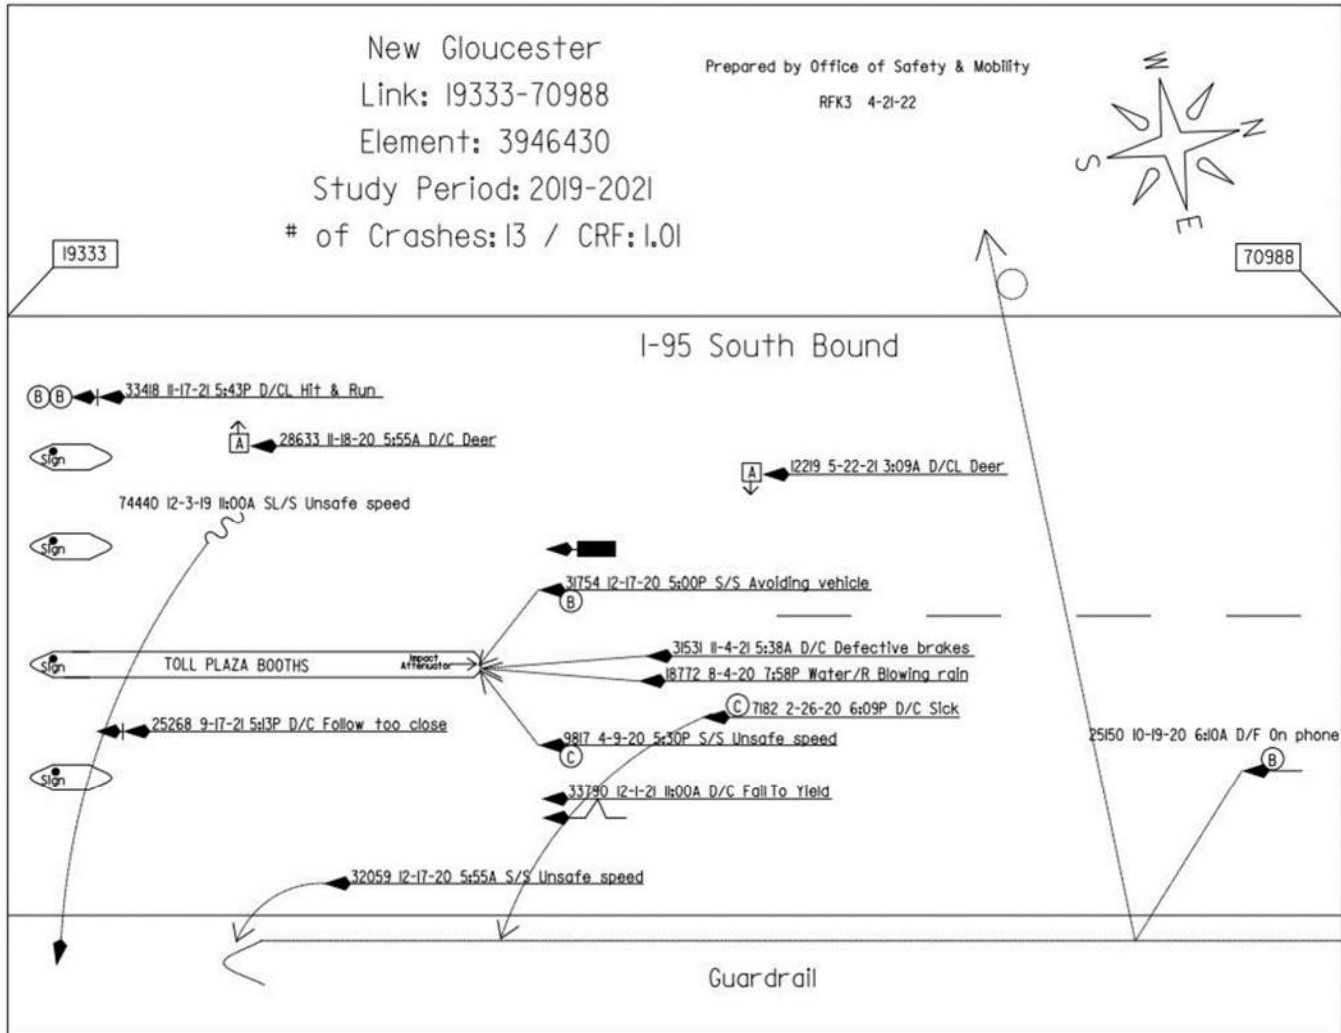 New Gloucester
Link: 19333-70988
Element: 3946430
Study Period: 2019-2021
# of Crashes: 13 / CRF: 1.01
Prepared by Office of Safety & Mobility
RFK3 4-21-22
W
N
S
E
19333
70988
I-95 South Bound
B B 33418 11-17-21 5:43P D/CL Hit & Run
A 28633 11-18-20 5:55A D/C Deer
Sign
A 12219 5-22-21 3:09A D/CL Deer
74440 12-3-19 11:00A SL/S Unsafe speed
Sign
31754 12-17-20 5:00P S/S Avoiding vehicle
B
31531 11-4-21 5:38A D/C Defective brakes
Sign
TOLL PLAZA BOOTHS
Impact
Attenuator
18772 8-4-20 7:58P Water/R Blowing rain
C 7182 2-26-20 6:09P D/C Sick
25268 9-17-21 5:13P D/C Follow too close
9817 4-9-20 5:30P S/S Unsafe speed
C
25150 10-19-20 6:10A D/F On phone
B
Sign
33790 12-1-21 11:00A D/C Fail To Yield
32059 12-17-20 5:55A S/S Unsafe speed
Guardrail